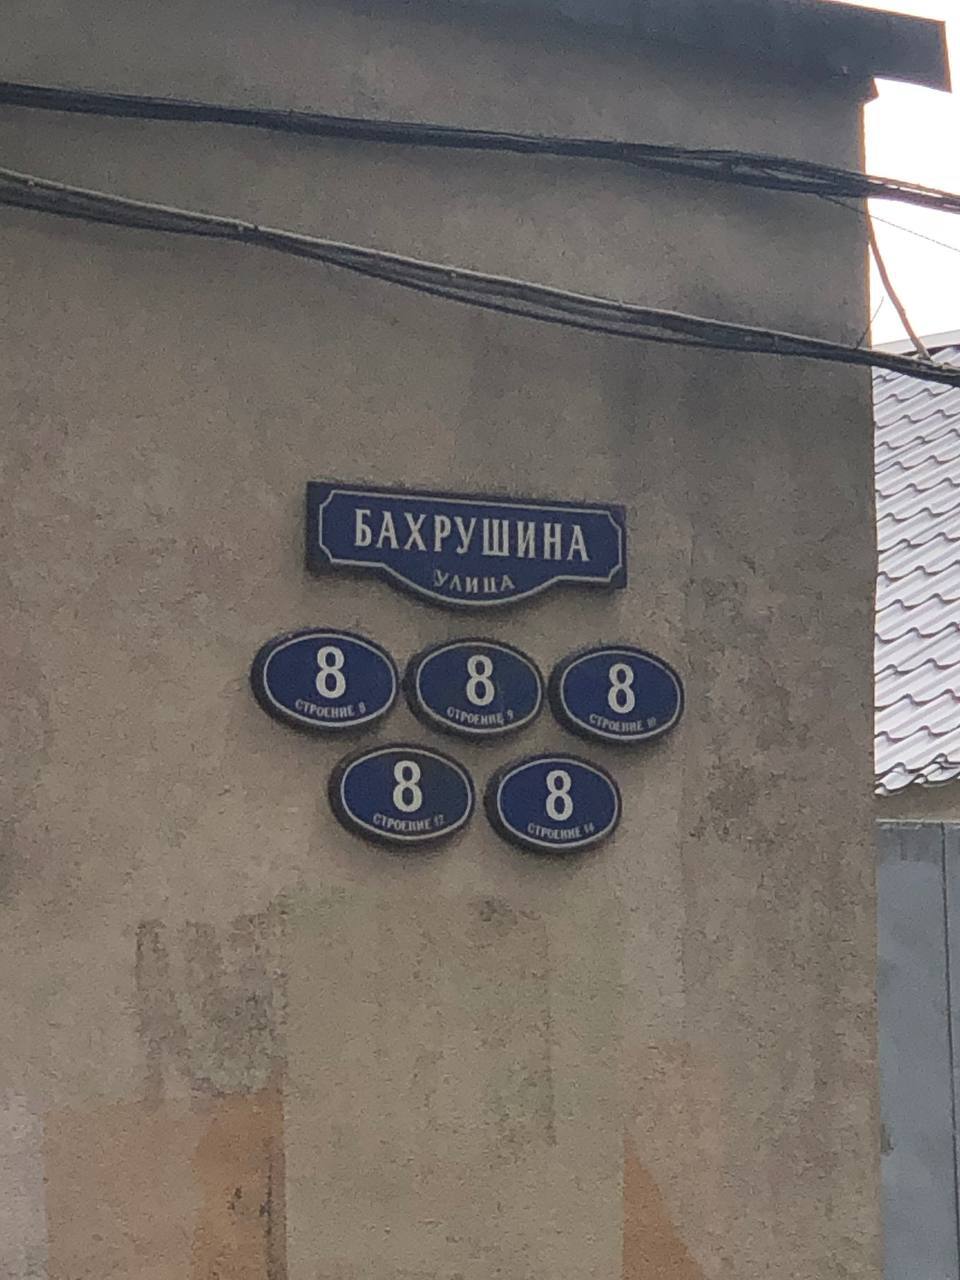 БАХРУШИНА
УЛИЦА
8
СТРОЕНИЕ 8
8
СТРОЕНИЕ 9
8
СТРОЕНИЕ 10
8
СТРОЕНИЕ 12
8
СТРОЕНИЕ 14